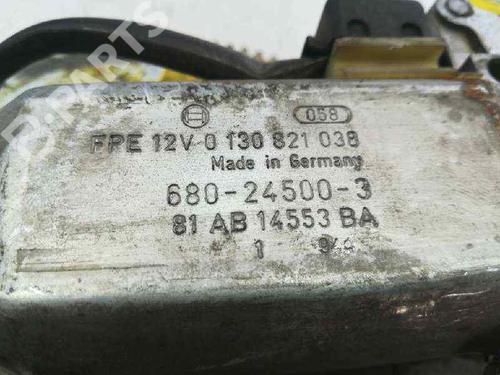 058
FPE 12V 0 130 821 038
Made in Germany
680-24500-3
81 AB 14553 BA
1
B-PARTS